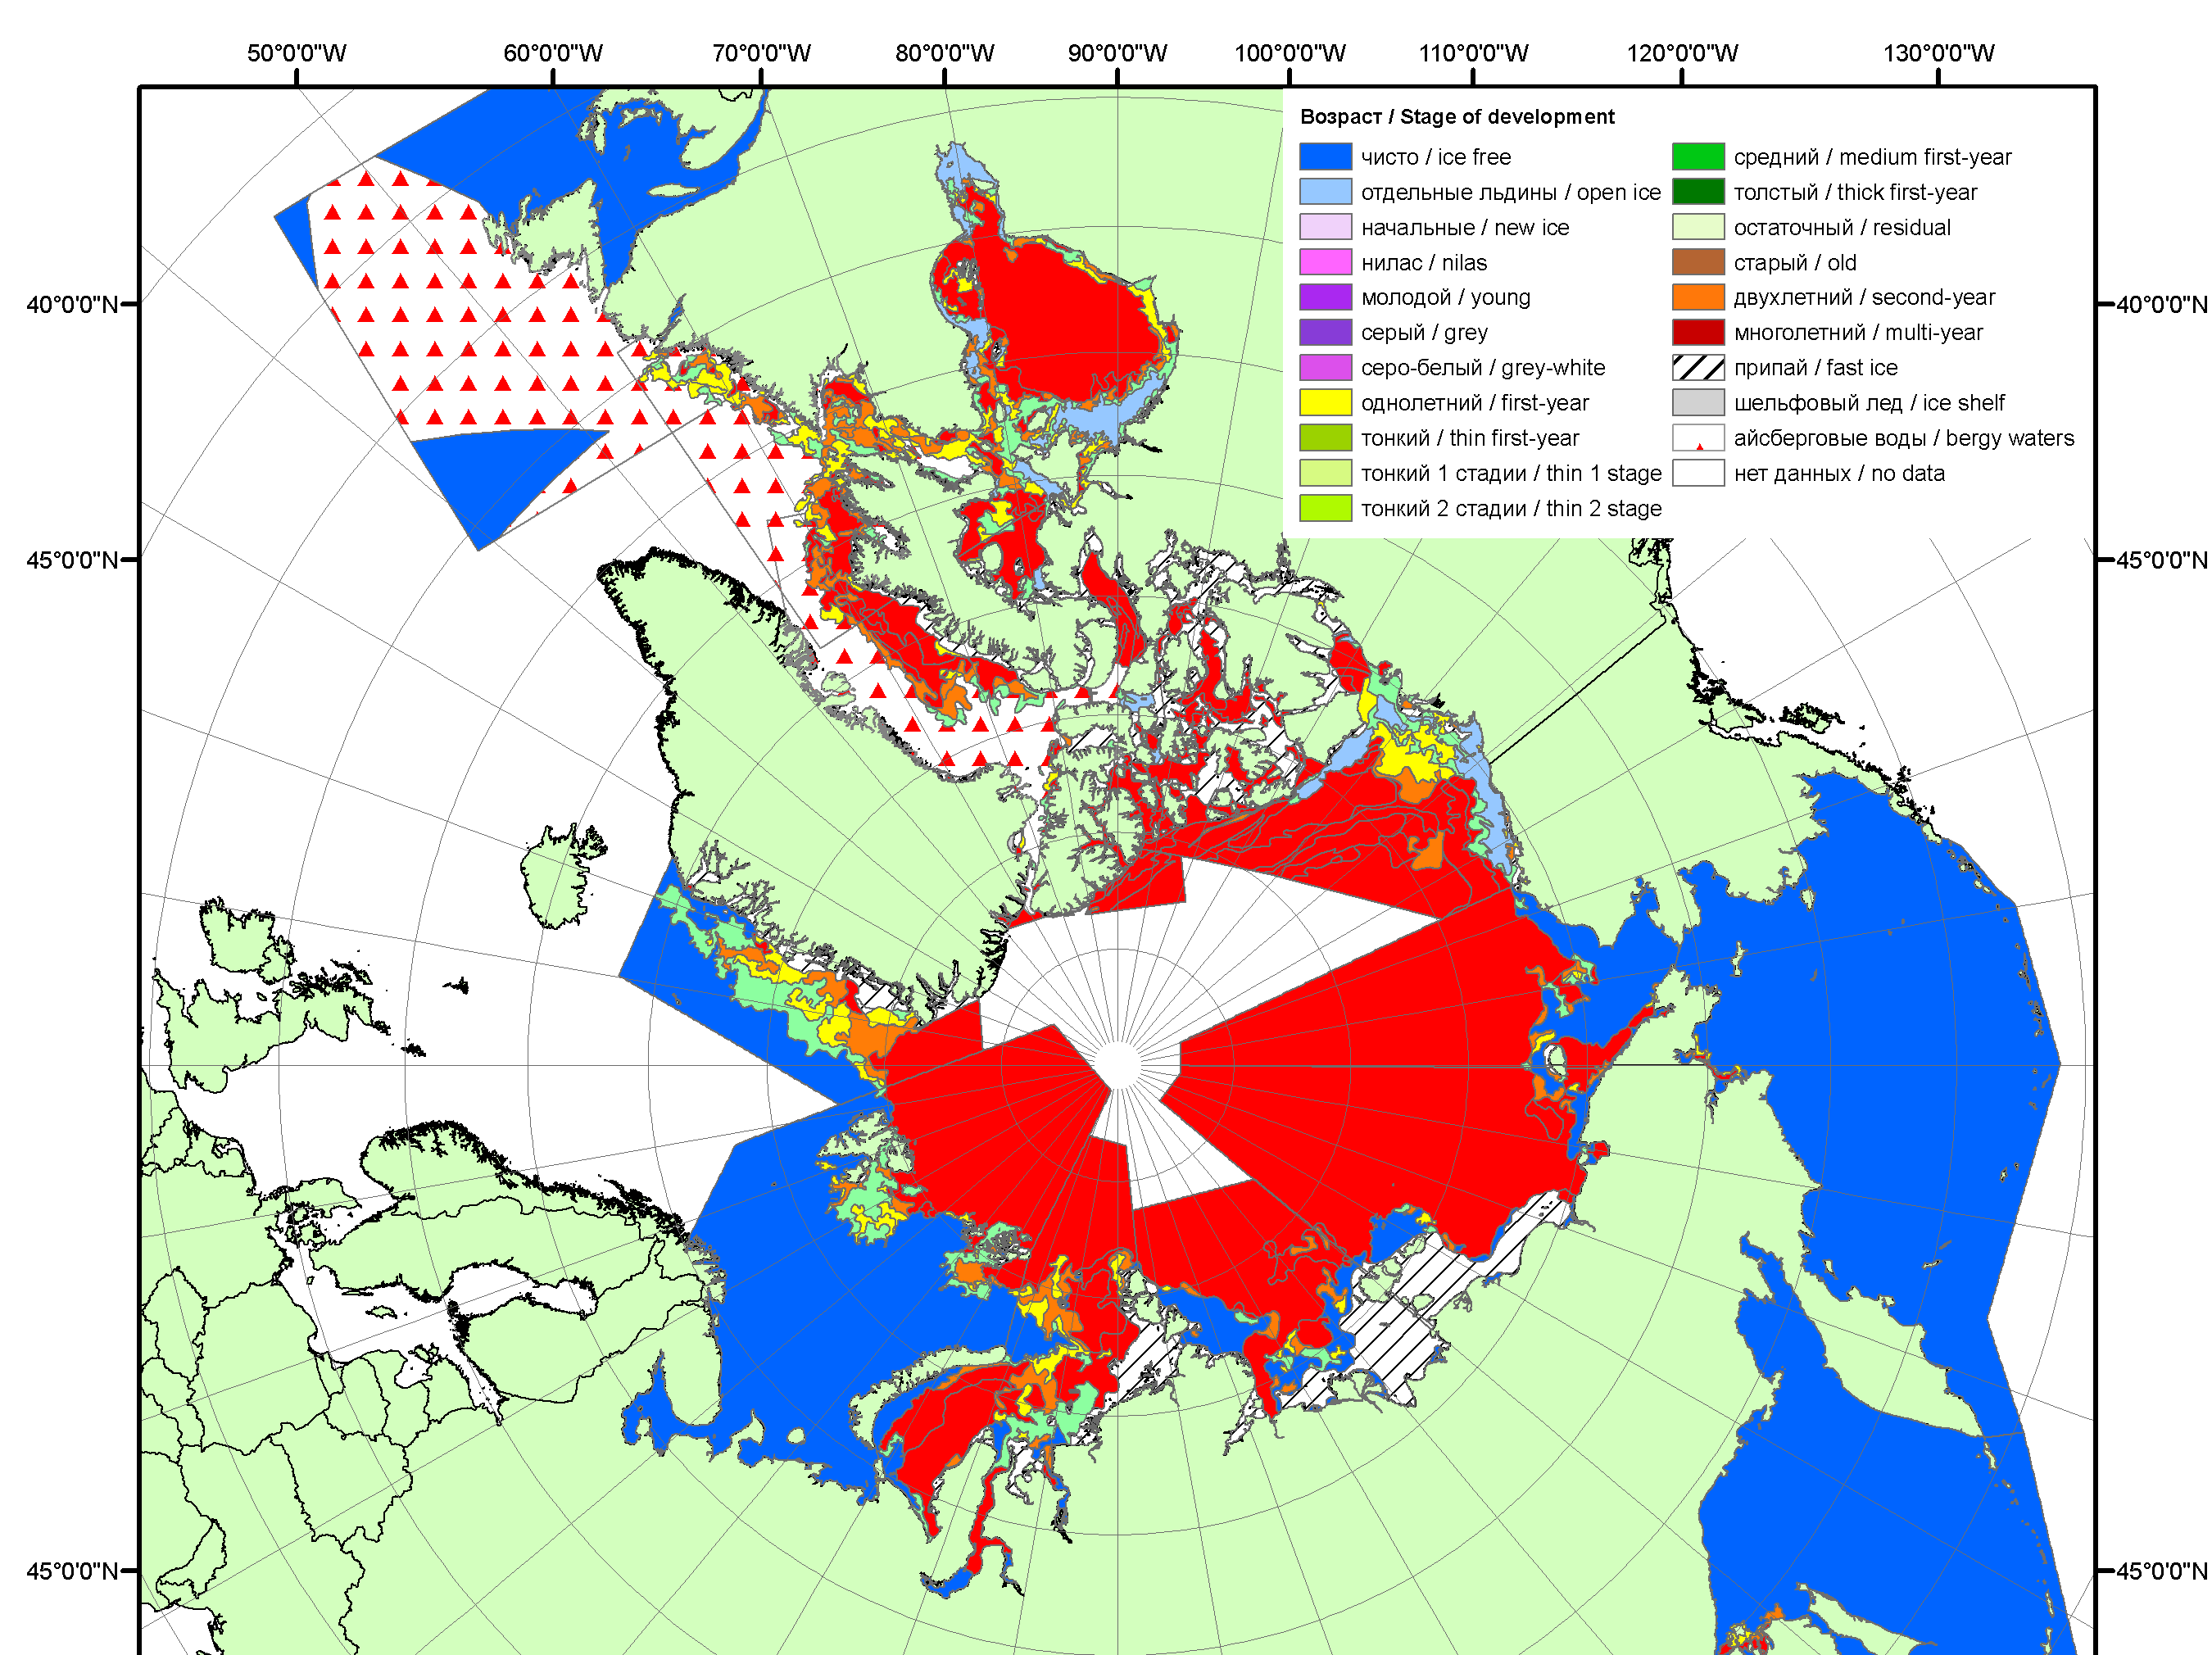 50°0'0"W 60°0'0"W 70°0'0"W 80°0'0"W 90°0'0"W 100°0'0"W 110°0'0"W 120°0'0"W 130°0'0"W
Возраст / Stage of development
чисто / ice free
отдельные льдины / open ice
начальные / new ice
нилас / nilas
молодой / young
серый / grey
серо-белый / grey-white
однолетний / first-year
тонкий / thin first-year
тонкий 1 стадии / thin 1 stage
тонкий 2 стадии / thin 2 stage
средний / medium first-year
толстый / thick first-year
остаточный / residual
старый / old
двухлетний / second-year
многолетний / multi-year
припай / fast ice
шельфовый лед / ice shelf
айсберговые воды / bergy waters
нет данных / no data
40°0'0"N 40°0'0"N
45°0'0"N 45°0'0"N
45°0'0"N 45°0'0"N